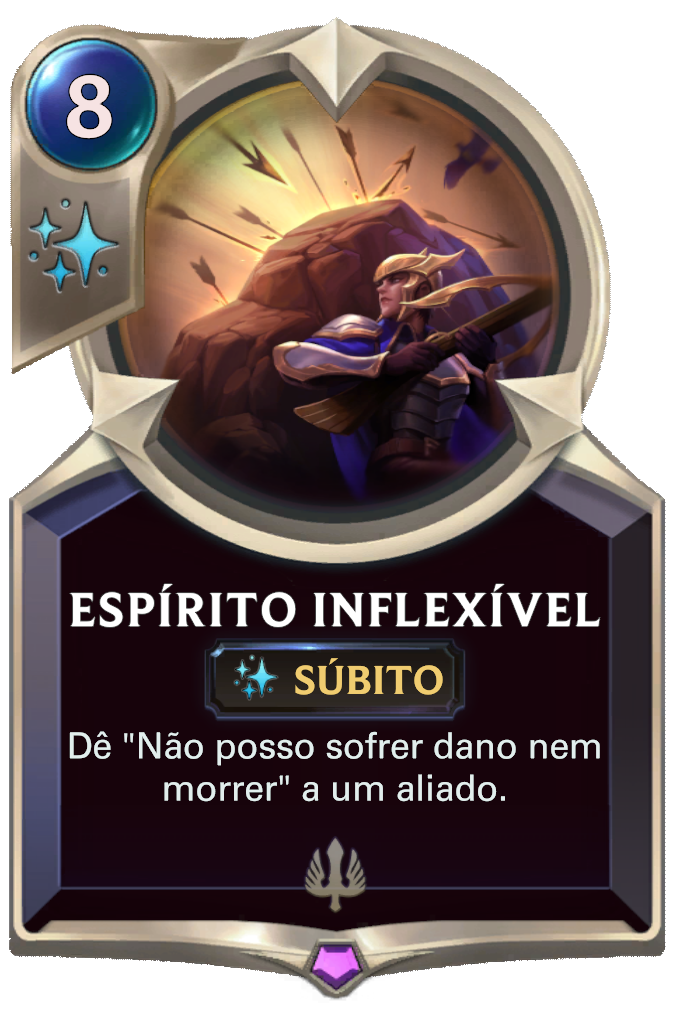 8
ESPÍRITO INFLEXÍVEL
SÚBITO
Dê "Não posso sofrer dano nem
morrer" a um aliado.